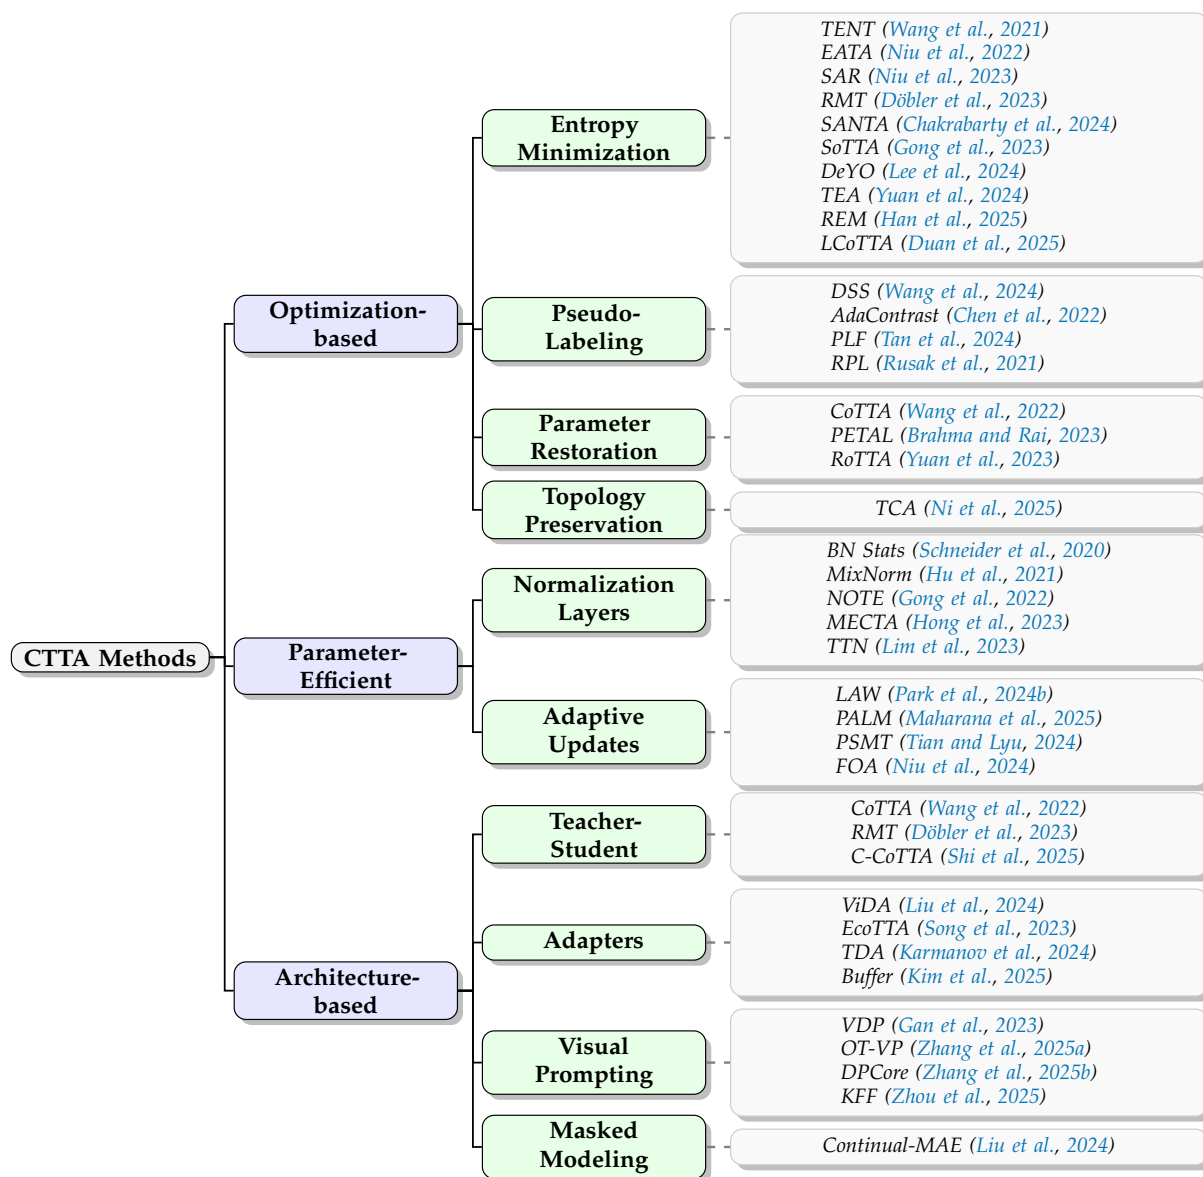 CTTA Methods
Optimization-
based
Entropy
Minimization
TENT (Wang et al., 2021)
EATA (Niu et al., 2022)
SAR (Niu et al., 2023)
RMT (Döbler et al., 2023)
SANTA (Chakrabarty et al., 2024)
SoTTA (Gong et al., 2023)
DeYO (Lee et al., 2024)
TEA (Yuan et al., 2024)
REM (Han et al., 2025)
LCoTTA (Duan et al., 2025)
Pseudo-
Labeling
DSS (Wang et al., 2024)
AdaContrast (Chen et al., 2022)
PLF (Tan et al., 2024)
RPL (Rusak et al., 2021)
Parameter
Restoration
CoTTA (Wang et al., 2022)
PETAL (Brahma and Rai, 2023)
RoTTA (Yuan et al., 2023)
Topology
Preservation
TCA (Ni et al., 2025)
Parameter-
Efficient
Normalization
Layers
BN Stats (Schneider et al., 2020)
MixNorm (Hu et al., 2021)
NOTE (Gong et al., 2022)
MECTA (Hong et al., 2023)
TTN (Lim et al., 2023)
Adaptive
Updates
LAW (Park et al., 2024b)
PALM (Maharana et al., 2025)
PSMT (Tian and Lyu, 2024)
FOA (Niu et al., 2024)
Architecture-
based
Teacher-
Student
CoTTA (Wang et al., 2022)
RMT (Döbler et al., 2023)
C-CoTTA (Shi et al., 2025)
Adapters
ViDA (Liu et al., 2024)
EcoTTA (Song et al., 2023)
TDA (Karmanov et al., 2024)
Buffer (Kim et al., 2025)
Visual
Prompting
VDP (Gan et al., 2023)
OT-VP (Zhang et al., 2025a)
DPCore (Zhang et al., 2025b)
KFF (Zhou et al., 2025)
Masked
Modeling
Continual-MAE (Liu et al., 2024)